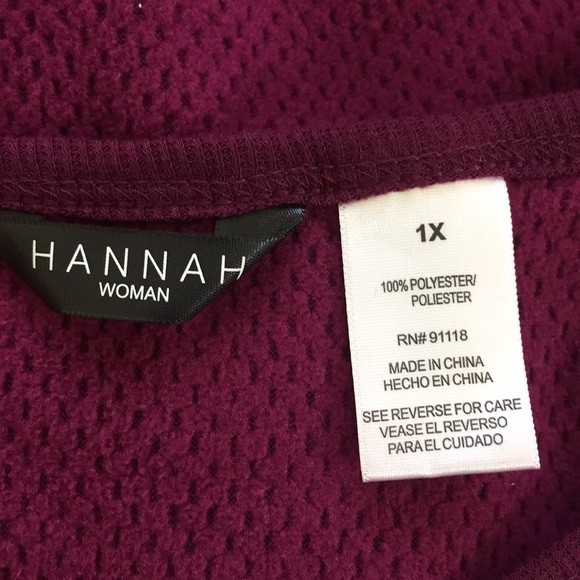 HANNAH
WOMAN
1X
100% POLYESTER/
POLIESTER
RN# 91118
MADE IN CHINA
HECHO EN CHINA
SEE REVERSE FOR CARE
VEASE EL REVERSO
PARA EL CUIDADO